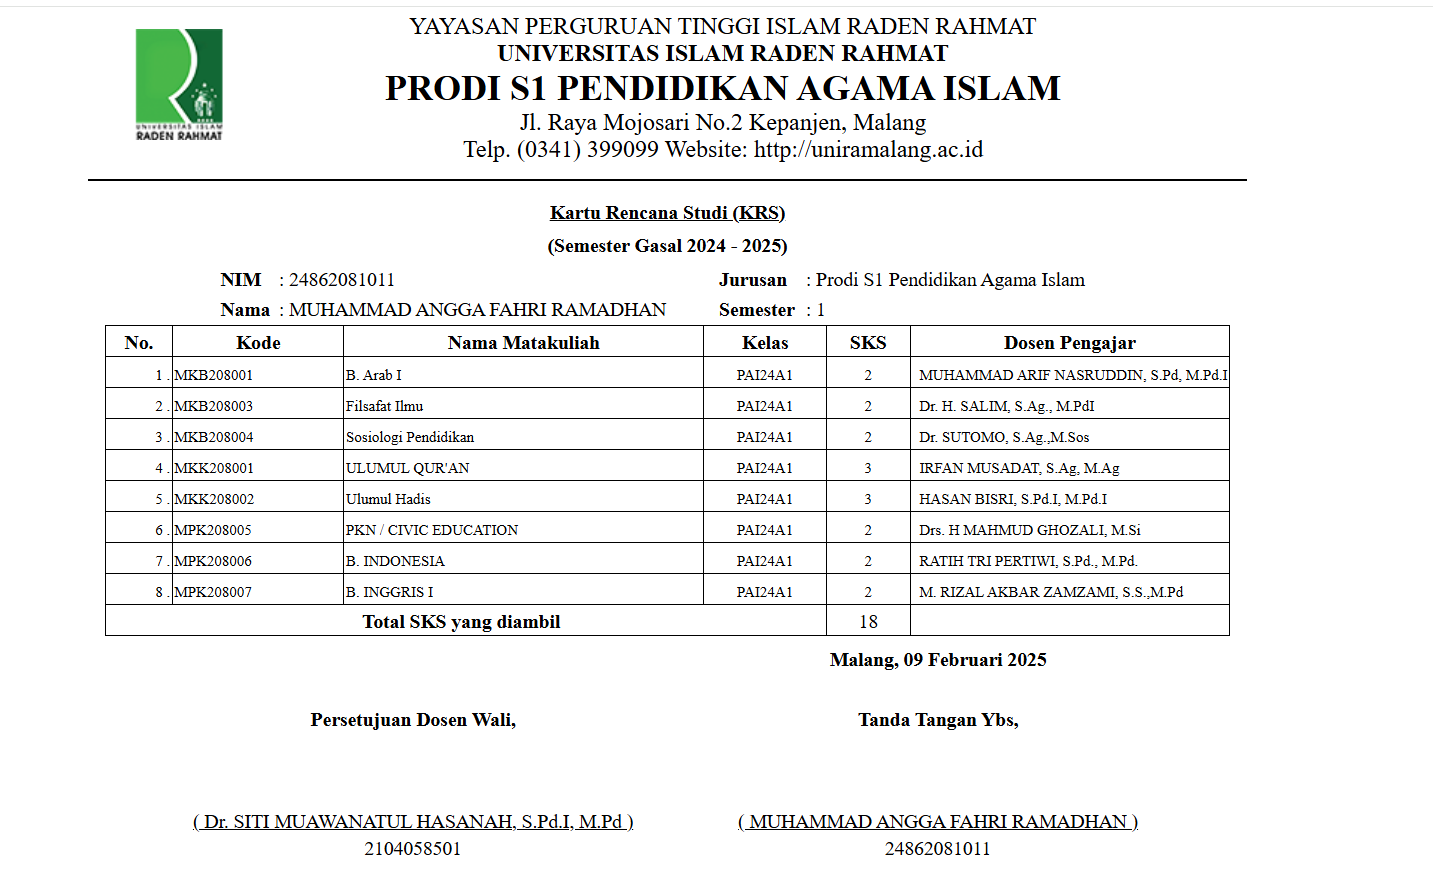 YAYASAN PERGURUAN TINGGI ISLAM RADEN RAHMAT
UNIVERSITAS ISLAM RADEN RAHMAT
PRODI S1 PENDIDIKAN AGAMA ISLAM
Jl. Raya Mojosari No.2 Kepanjen, Malang
Telp. (0341) 399099 Website: http://uniramalang.ac.id
UNIVERSITAS ISLAM
RADEN RAHMAT
Kartu Rencana Studi (KRS)
(Semester Gasal 2024 - 2025)
NIM : 24862081011 Jurusan : Prodi S1 Pendidikan Agama Islam
Nama : MUHAMMAD ANGGA FAHRI RAMADHAN Semester : 1
No. Kode Nama Matakuliah Kelas SKS Dosen Pengajar
1 . MKB208001 B. Arab I PAI24A1 2 MUHAMMAD ARIF NASRUDDIN, S.Pd, M.Pd.I
2 . MKB208003 Filsafat Ilmu PAI24A1 2 Dr. H. SALIM, S.Ag., M.PdI
3 . MKB208004 Sosiologi Pendidikan PAI24A1 2 Dr. SUTOMO, S.Ag.,M.Sos
4 . MKK208001 ULUMUL QUR'AN PAI24A1 3 IRFAN MUSADAT, S.Ag, M.Ag
5 . MKK208002 Ulumul Hadis PAI24A1 3 HASAN BISRI, S.Pd.I, M.Pd.I
6 . MPK208005 PKN / CIVIC EDUCATION PAI24A1 2 Drs. H MAHMUD GHOZALI, M.Si
7 . MPK208006 B. INDONESIA PAI24A1 2 RATIH TRI PERTIWI, S.Pd., M.Pd.
8 . MPK208007 B. INGGRIS I PAI24A1 2 M. RIZAL AKBAR ZAMZAMI, S.S.,M.Pd
Total SKS yang diambil 18
Malang, 09 Februari 2025
Persetujuan Dosen Wali, Tanda Tangan Ybs,
( Dr. SITI MUAWANATUL HASANAH, S.Pd.I, M.Pd ) ( MUHAMMAD ANGGA FAHRI RAMADHAN )
2104058501 24862081011